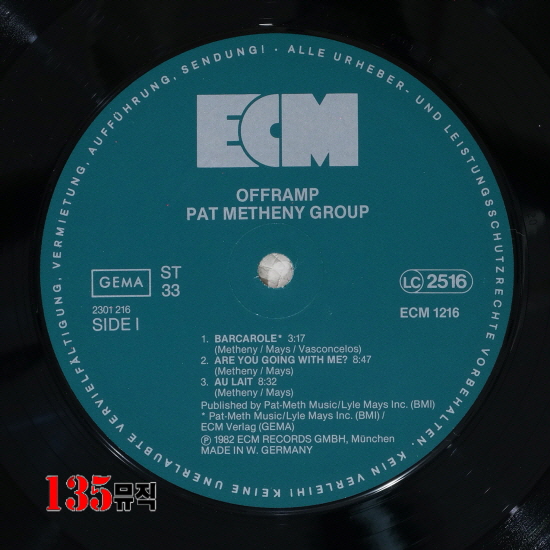 ALLE URHEBER- UND LEISTUNGSSCHUTZRECHTE VORBEHALTEN. KEIN VERLEIH! KEINE UNERLAUBTE VERVIELFÄLTIGUNG, VERMIETUNG, AUFFÜHRUNG, SENDUNG! ·
ECM
OFFRAMP
PAT METHENY GROUP
GEMA
ST
33
LC 2516
2301 216
SIDE I
ECM 1216
1. BARCAROLE* 3:17
(Metheny / Mays / Vasconcelos)
2. ARE YOU GOING WITH ME? 8:47
(Metheny / Mays)
3. AU LAIT 8:32
(Metheny / Mays)
Published by Pat-Meth Music/Lyle Mays Inc. (BMI)
* Pat-Meth Music/Lyle Mays Inc. (BMI) /
ECM Verlag (GEMA)
Ⓟ 1982 ECM RECORDS GMBH, München
MADE IN W. GERMANY
135뮤직